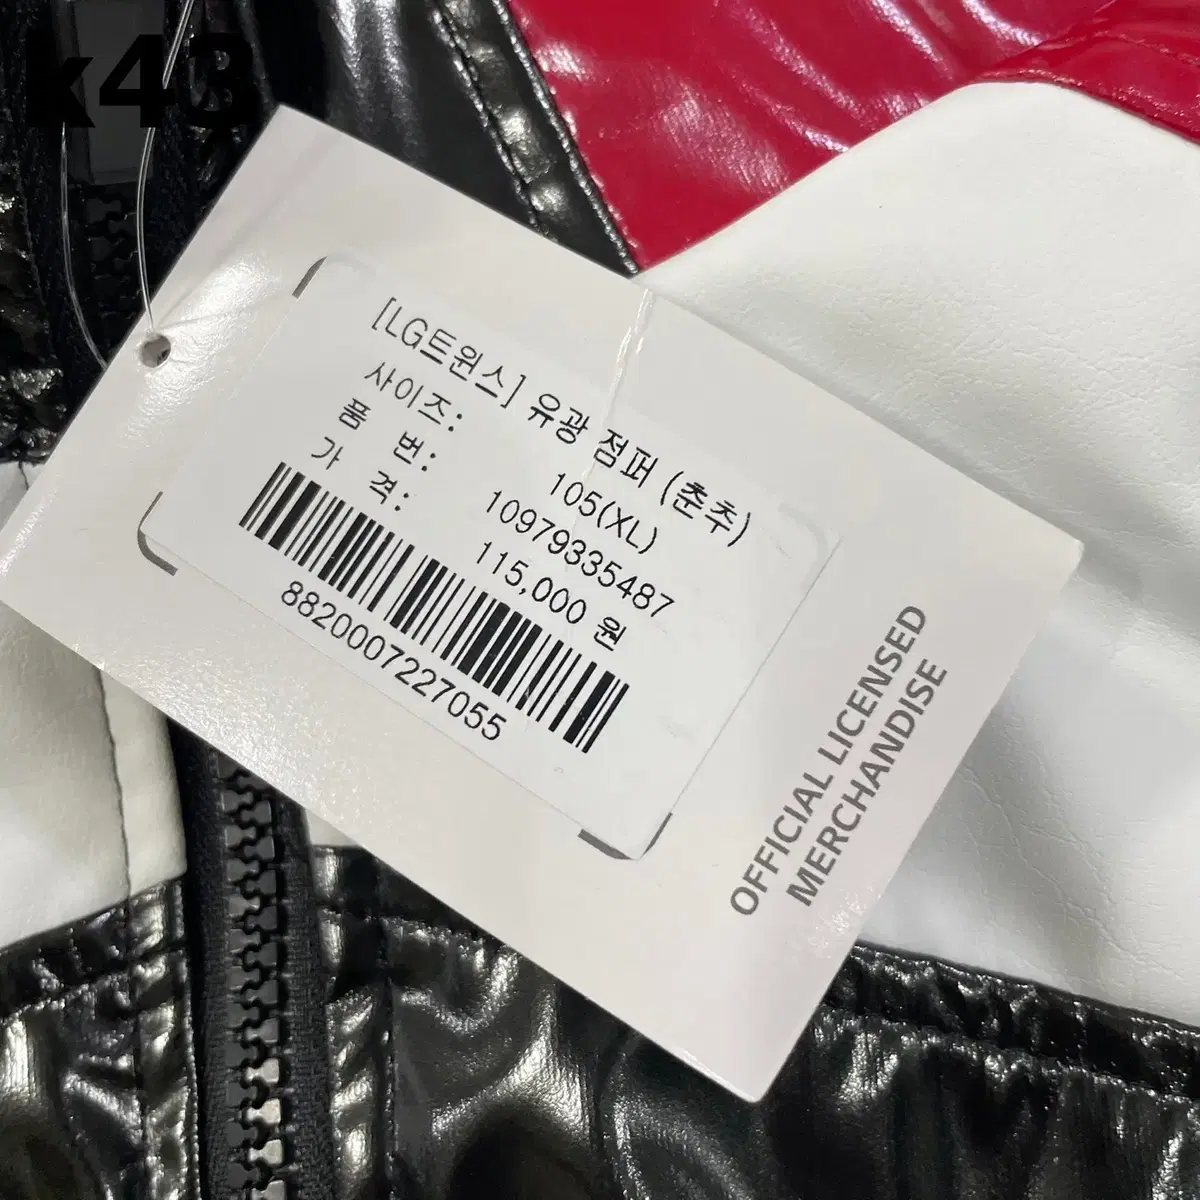 k43
[LG트윈스] 유광 점퍼 (춘추)
사이즈: 105(XL)
품 번: 10979335487
가 격: 115,000 원
8820007227055
OFFICIAL LICENSED
MERCHANDISE